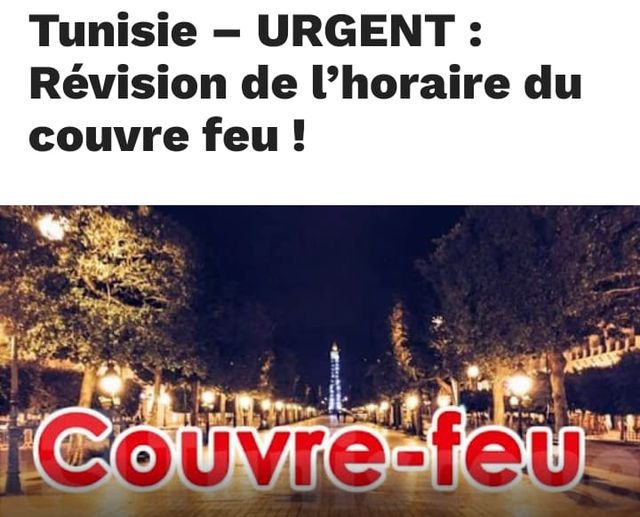 Tunisie – URGENT :
Révision de l’horaire du
couvre feu !
Couvre-feu